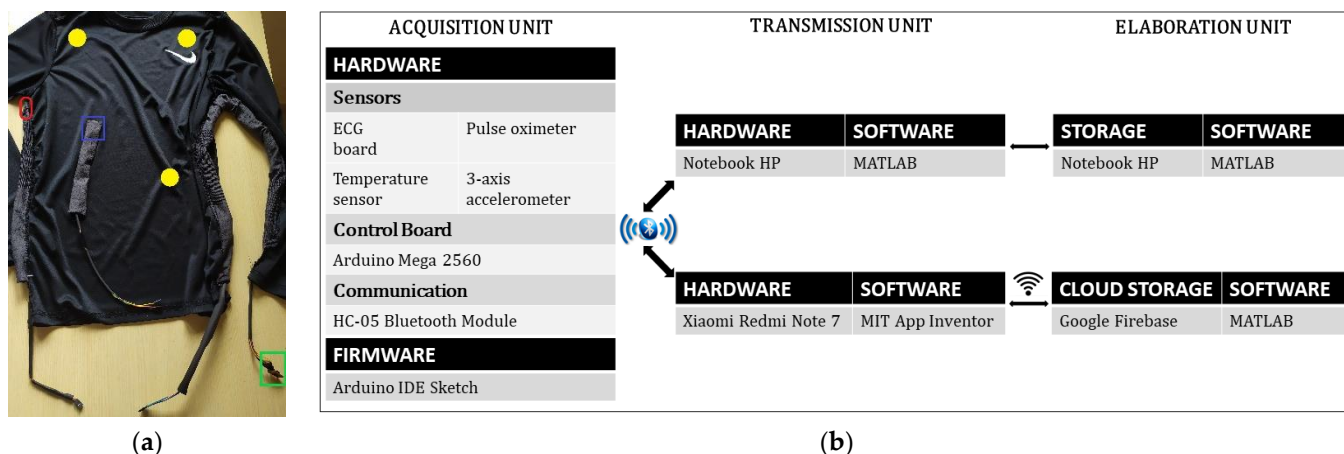 ACQUISITION UNIT
TRANSMISSION UNIT
ELABORATION UNIT
HARDWARE
Sensors
ECG board
Pulse oximeter
Temperature sensor
3-axis accelerometer
Control Board
Arduino Mega 2560
Communication
HC-05 Bluetooth Module
FIRMWARE
Arduino IDE Sketch
HARDWARE SOFTWARE
Notebook HP MATLAB
STORAGE SOFTWARE
Notebook HP MATLAB
HARDWARE SOFTWARE
Xiaomi Redmi Note 7 MIT App Inventor
CLOUD STORAGE SOFTWARE
Google Firebase MATLAB
(a)
(b)